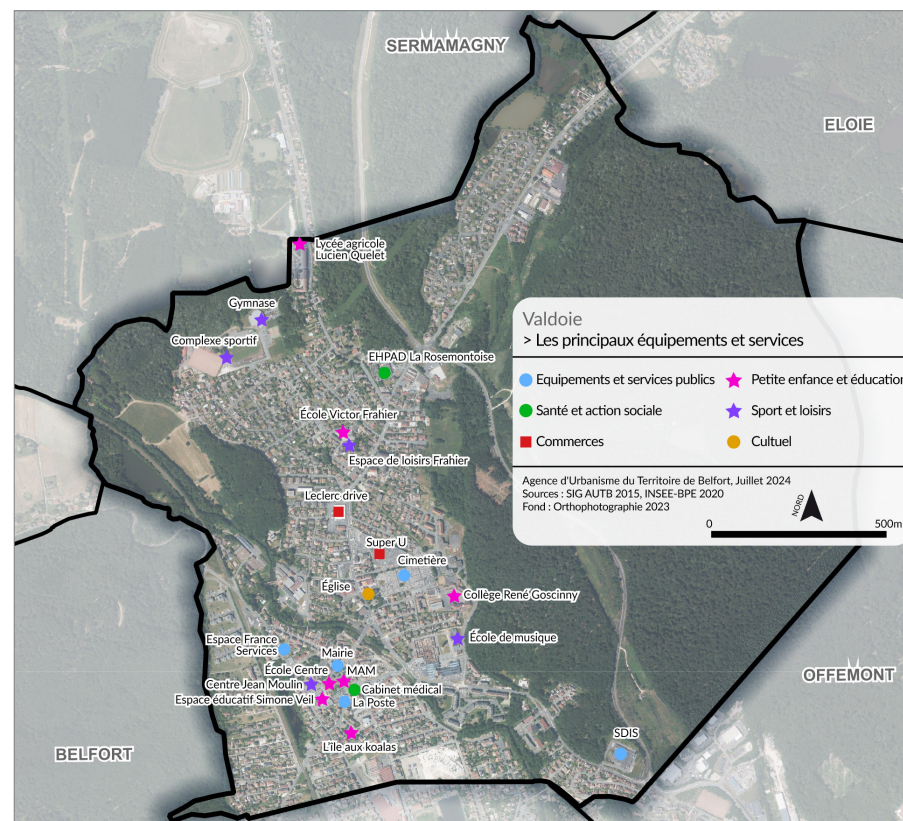 SERMAMAGNY
ELOIE
Lycée agricole
Lucien Quelet
Gymnase
Complexe sportif
EHPAD La Rosemontoise
École Victor Frahier
Espace de loisirs Frahier
Leclerc drive
Super U
Cimetière
Église
Collège René Goscinny
École de musique
Espace France
Services
Mairie
École Centre
MAM
Centre Jean Moulin
Cabinet médical
Espace éducatif Simone Veil
La Poste
L'île aux koalas
SDIS
OFFEMONT
BELFORT
Valdoie
> Les principaux équipements et services
Equipements et services publics
Petite enfance et éducation
Santé et action sociale
Sport et loisirs
Commerces
Cultuel
Agence d'Urbanisme du Territoire de Belfort, Juillet 2024
Sources : SIG AUTB 2015, INSEE-BPE 2020
Fond : Orthophotographie 2023
NORD
0
500m